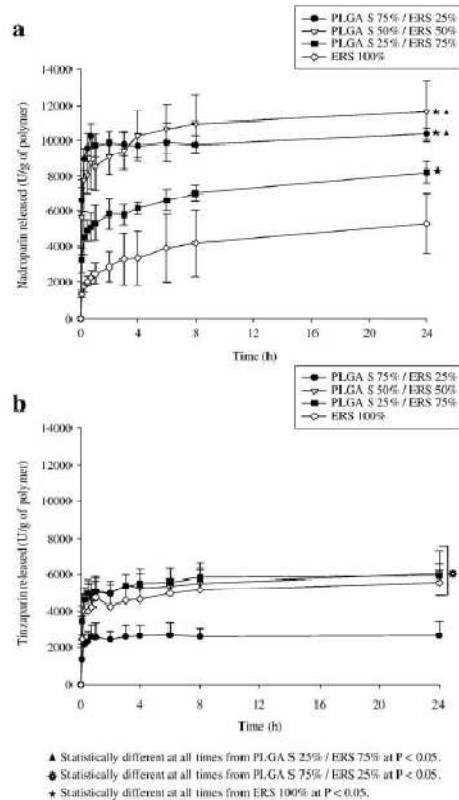 a
PLGA S 75% / ERS 25%
PLGA S 50% / ERS 50%
PLGA S 25% / ERS 75%
ERS 100%
Nadroparin released (U/g of polymer)
14000
12000
10000
8000
6000
4000
2000
0
0 4 8 12 16 20 24
Time (h)
b
PLGA S 75% / ERS 25%
PLGA S 50% / ERS 50%
PLGA S 25% / ERS 75%
ERS 100%
Tinzaparin released (U/g of polymer)
14000
12000
10000
8000
6000
4000
2000
0
0 4 8 12 16 20 24
Time (h)
▲ Statistically different at all times from PLGA S 25% / ERS 75% at P < 0.05.
Statistically different at all times from PLGA S 75% / ERS 25% at P < 0.05.
★ Statistically different at all times from ERS 100% at P < 0.05.